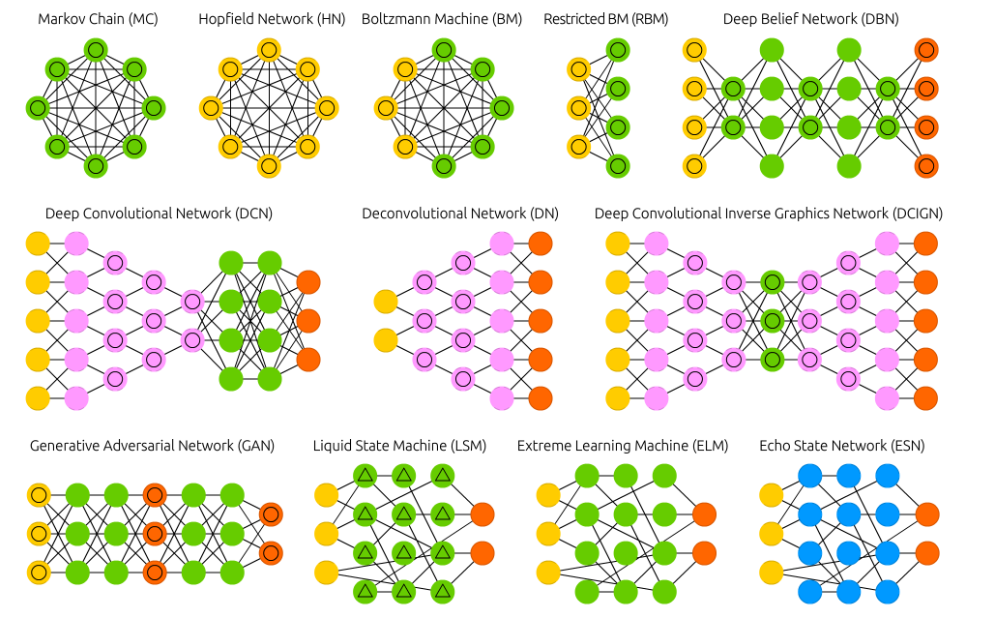 Markov Chain (MC)
Hopfield Network (HN)
Boltzmann Machine (BM)
Restricted BM (RBM)
Deep Belief Network (DBN)
Deep Convolutional Network (DCN)
Deconvolutional Network (DN)
Deep Convolutional Inverse Graphics Network (DCIGN)
Generative Adversarial Network (GAN)
Liquid State Machine (LSM)
Extreme Learning Machine (ELM)
Echo State Network (ESN)